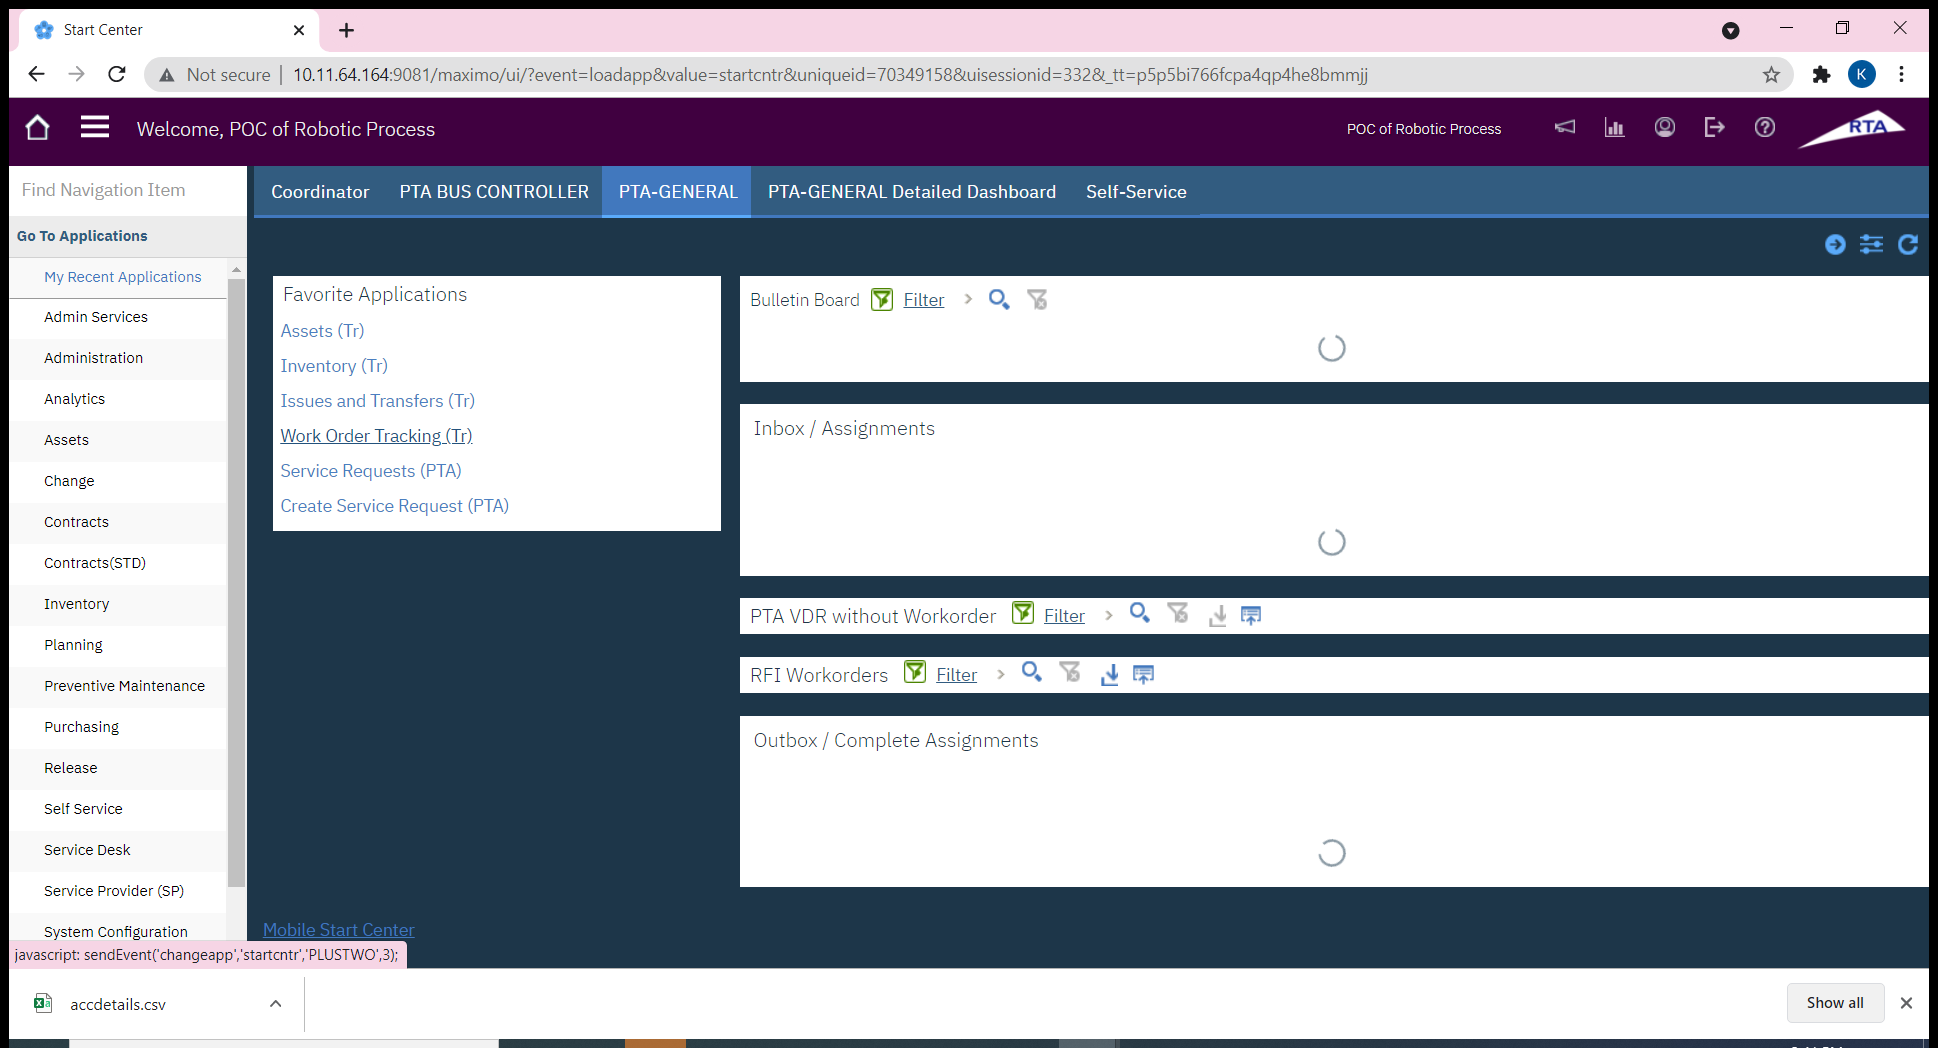 Start Center
Not secure | 10.11.64.164:9081/maximo/ui/?event=loadapp&value=startcntr&uniqueid=70349158&uisessionid=332&_tt=p5p5bi766fcpa4qp4he8bmmjj
K
Welcome, POC of Robotic Process
POC of Robotic Process
RTA
Find Navigation Item
Coordinator
PTA BUS CONTROLLER
PTA-GENERAL
PTA-GENERAL Detailed Dashboard
Self-Service
Go To Applications
My Recent Applications
Admin Services
Administration
Analytics
Assets
Change
Contracts
Contracts(STD)
Inventory
Planning
Preventive Maintenance
Purchasing
Release
Self Service
Service Desk
Service Provider (SP)
System Configuration
Favorite Applications
Assets (Tr)
Inventory (Tr)
Issues and Transfers (Tr)
Work Order Tracking (Tr)
Service Requests (PTA)
Create Service Request (PTA)
Bulletin Board Filter
Inbox / Assignments
PTA VDR without Workorder Filter
RFI Workorders Filter
Outbox / Complete Assignments
Mobile Start Center
javascript: sendEvent('changeapp','startcntr','PLUSTWO',3);
accdetails.csv
Show all